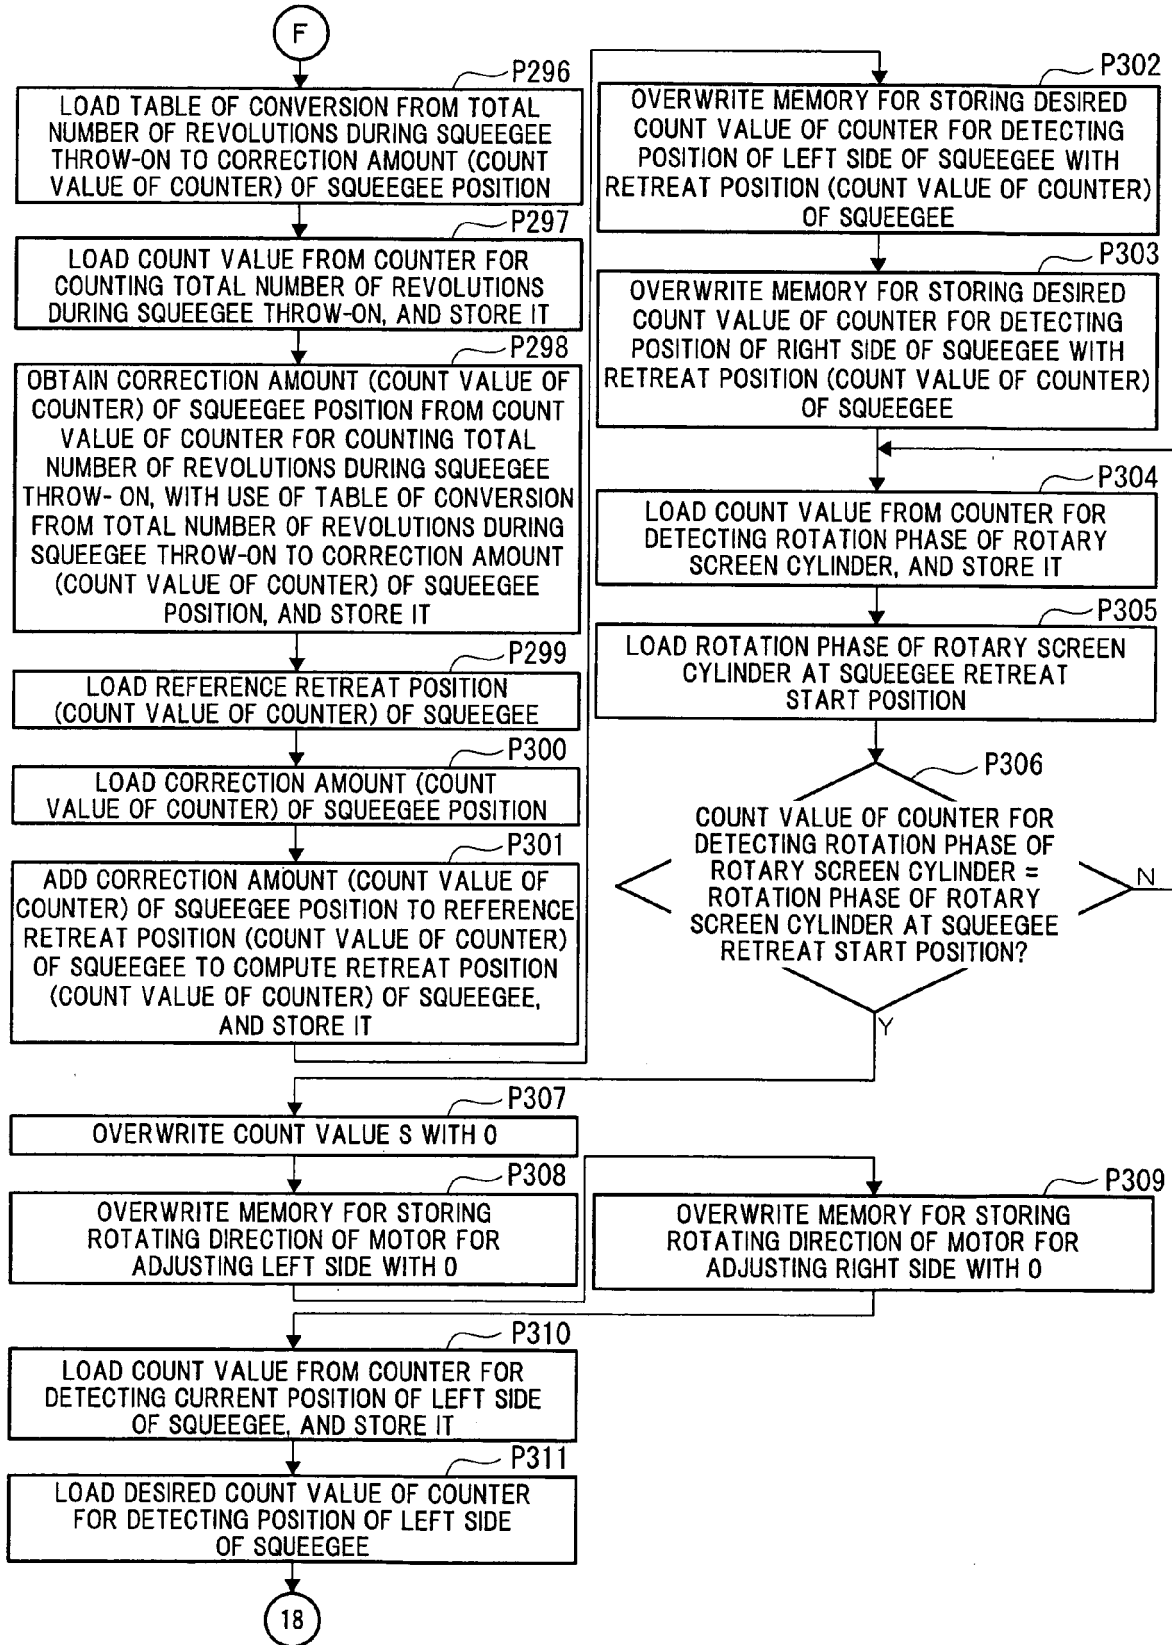 F
P296
LOAD TABLE OF CONVERSION FROM TOTAL
NUMBER OF REVOLUTIONS DURING SQUEEGEE
THROW-ON TO CORRECTION AMOUNT (COUNT
VALUE OF COUNTER) OF SQUEEGEE POSITION
P297
LOAD COUNT VALUE FROM COUNTER FOR
COUNTING TOTAL NUMBER OF REVOLUTIONS
DURING SQUEEGEE THROW-ON, AND STORE IT
P298
OBTAIN CORRECTION AMOUNT (COUNT VALUE OF
COUNTER) OF SQUEEGEE POSITION FROM COUNT
VALUE OF COUNTER FOR COUNTING TOTAL
NUMBER OF REVOLUTIONS DURING SQUEEGEE
THROW- ON, WITH USE OF TABLE OF CONVERSION
FROM TOTAL NUMBER OF REVOLUTIONS DURING
SQUEEGEE THROW-ON TO CORRECTION AMOUNT
(COUNT VALUE OF COUNTER) OF SQUEEGEE
POSITION, AND STORE IT
P299
LOAD REFERENCE RETREAT POSITION
(COUNT VALUE OF COUNTER) OF SQUEEGEE
P300
LOAD CORRECTION AMOUNT (COUNT
VALUE OF COUNTER) OF SQUEEGEE POSITION
P301
ADD CORRECTION AMOUNT (COUNT VALUE OF
COUNTER) OF SQUEEGEE POSITION TO REFERENCE
RETREAT POSITION (COUNT VALUE OF COUNTER)
OF SQUEEGEE TO COMPUTE RETREAT POSITION
(COUNT VALUE OF COUNTER) OF SQUEEGEE,
AND STORE IT
P302
OVERWRITE MEMORY FOR STORING DESIRED
COUNT VALUE OF COUNTER FOR DETECTING
POSITION OF LEFT SIDE OF SQUEEGEE WITH
RETREAT POSITION (COUNT VALUE OF COUNTER)
OF SQUEEGEE
P303
OVERWRITE MEMORY FOR STORING DESIRED
COUNT VALUE OF COUNTER FOR DETECTING
POSITION OF RIGHT SIDE OF SQUEEGEE WITH
RETREAT POSITION (COUNT VALUE OF COUNTER)
OF SQUEEGEE
P304
LOAD COUNT VALUE FROM COUNTER FOR
DETECTING ROTATION PHASE OF ROTARY
SCREEN CYLINDER, AND STORE IT
P305
LOAD ROTATION PHASE OF ROTARY SCREEN
CYLINDER AT SQUEEGEE RETREAT
START POSITION
P306
COUNT VALUE OF COUNTER FOR
DETECTING ROTATION PHASE OF
ROTARY SCREEN CYLINDER =
ROTATION PHASE OF ROTARY
SCREEN CYLINDER AT SQUEEGEE
RETREAT START POSITION?
N
Y
P307
OVERWRITE COUNT VALUE S WITH 0
P308
OVERWRITE MEMORY FOR STORING
ROTATING DIRECTION OF MOTOR FOR
ADJUSTING LEFT SIDE WITH 0
P309
OVERWRITE MEMORY FOR STORING
ROTATING DIRECTION OF MOTOR FOR
ADJUSTING RIGHT SIDE WITH 0
P310
LOAD COUNT VALUE FROM COUNTER FOR
DETECTING CURRENT POSITION OF LEFT SIDE
OF SQUEEGEE, AND STORE IT
P311
LOAD DESIRED COUNT VALUE OF COUNTER
FOR DETECTING POSITION OF LEFT SIDE
OF SQUEEGEE
18